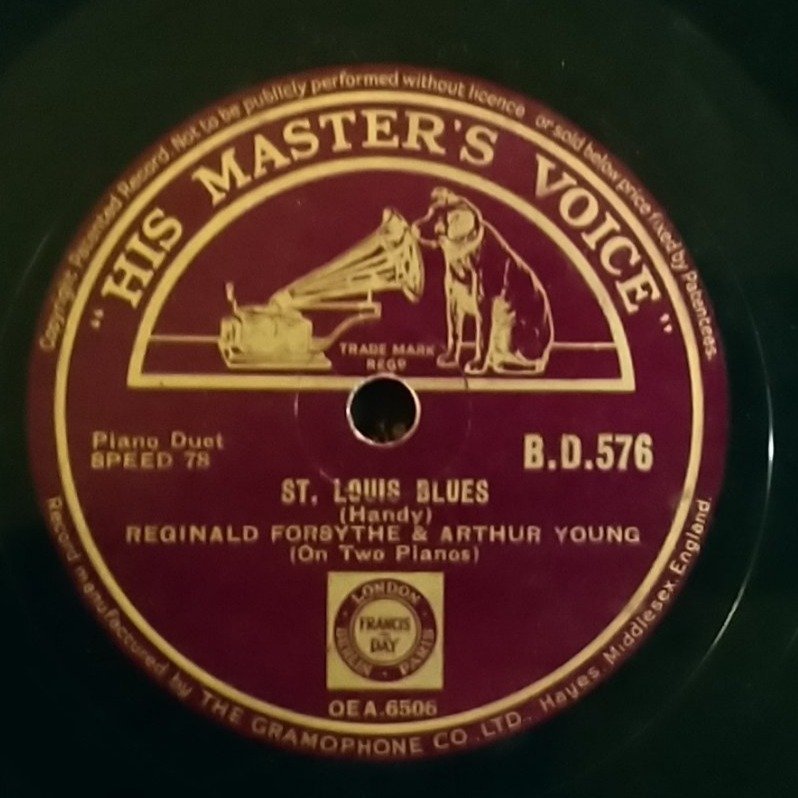 Copyright. Patented Record. Not to be publicly performed without licence or sold below price fixed by Patentees.
"HIS MASTER'S VOICE"
TRADE MARK
REGD
Piano Duet
SPEED 78
B.D.576
ST. LOUIS BLUES
(Handy)
REGINALD FORSYTHE & ARTHUR YOUNG
(On Two Pianos)
LONDON
FRANCIS
DAY
BERLIN · PARIS
OEA.6506
Record manufactured by THE GRAMOPHONE CO. LTD., Hayes, Middlesex, England.